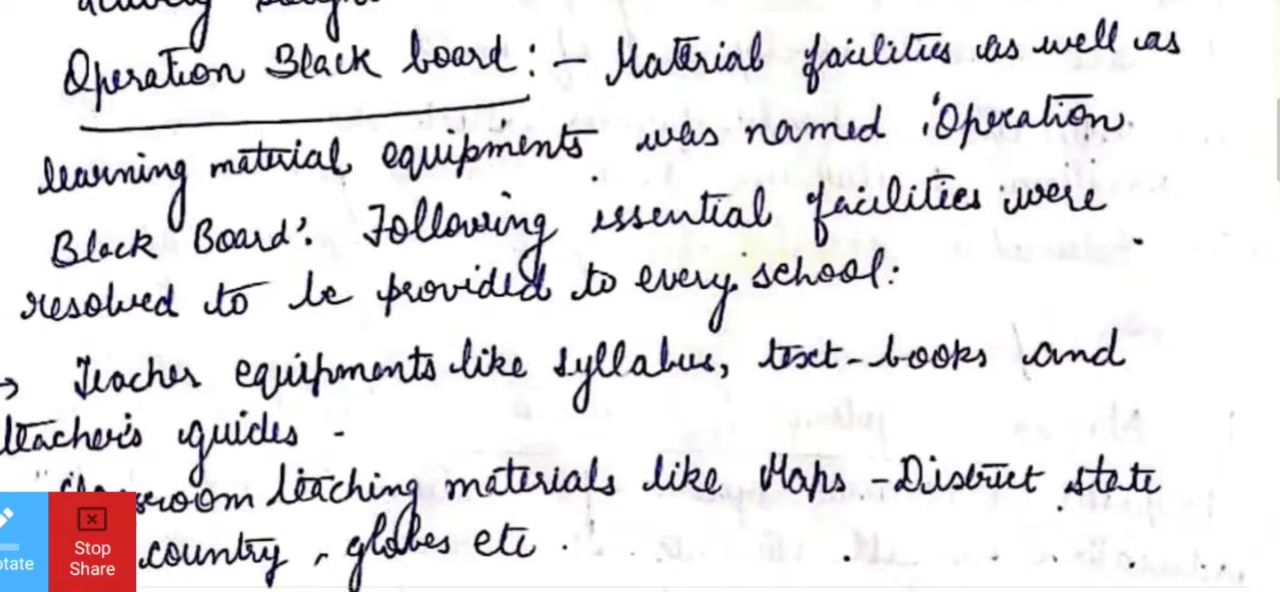 Operation Black board : - Material facilities as well as
learning material equipments was named 'Operation
Black Board'. Following essential facilities were
resolved to be provided to every school:
→ Teacher equipments like syllabus, text-books and
teacher's guides -
teaching materials like Maps - District state
country, globes etc.
otate
Stop
Share